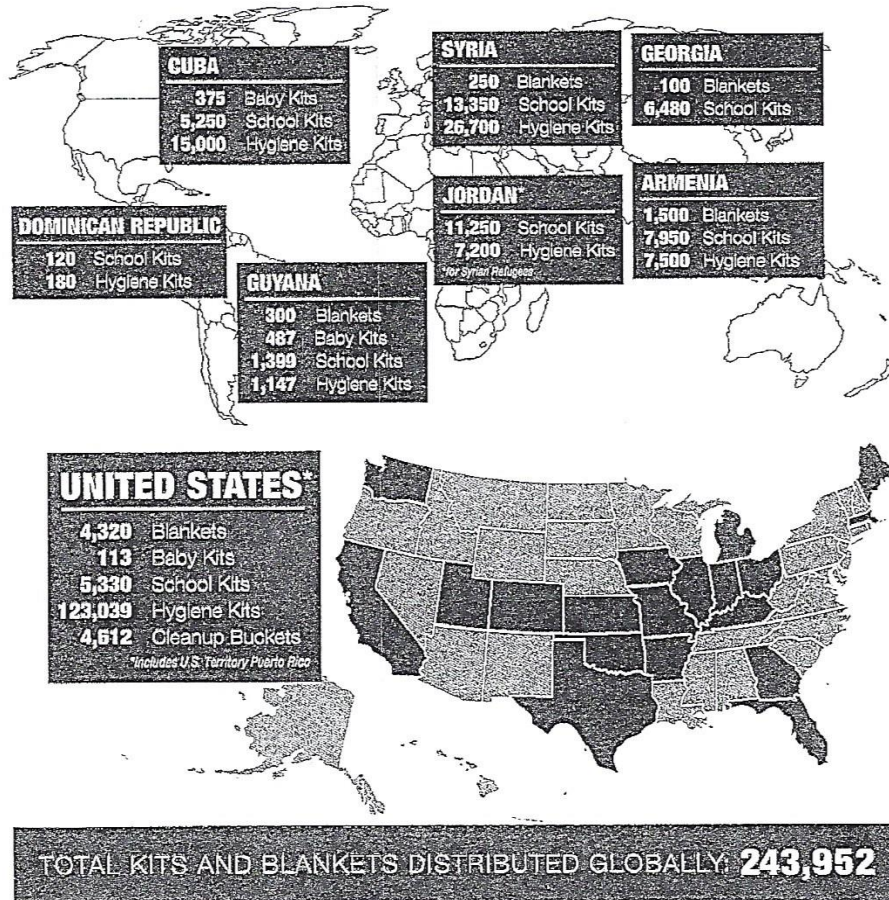 CUBA
375 Baby Kits
5,250 School Kits
15,000 Hygiene Kits
SYRIA
250 Blankets
13,350 School Kits
26,700 Hygiene Kits
GEORGIA
100 Blankets
6,480 School Kits
DOMINICAN REPUBLIC
120 School Kits
180 Hygiene Kits
GUYANA
300 Blankets
487 Baby Kits
1,399 School Kits
1,147 Hygiene Kits
JORDAN*
11,250 School Kits
7,200 Hygiene Kits
*for Syrian Refugees
ARMENIA
1,500 Blankets
7,950 School Kits
7,500 Hygiene Kits
UNITED STATES*
4,320 Blankets
113 Baby Kits
5,330 School Kits
123,039 Hygiene Kits
4,612 Cleanup Buckets
*Includes U.S. Territory Puerto Rico
TOTAL KITS AND BLANKETS DISTRIBUTED GLOBALLY: 243,952